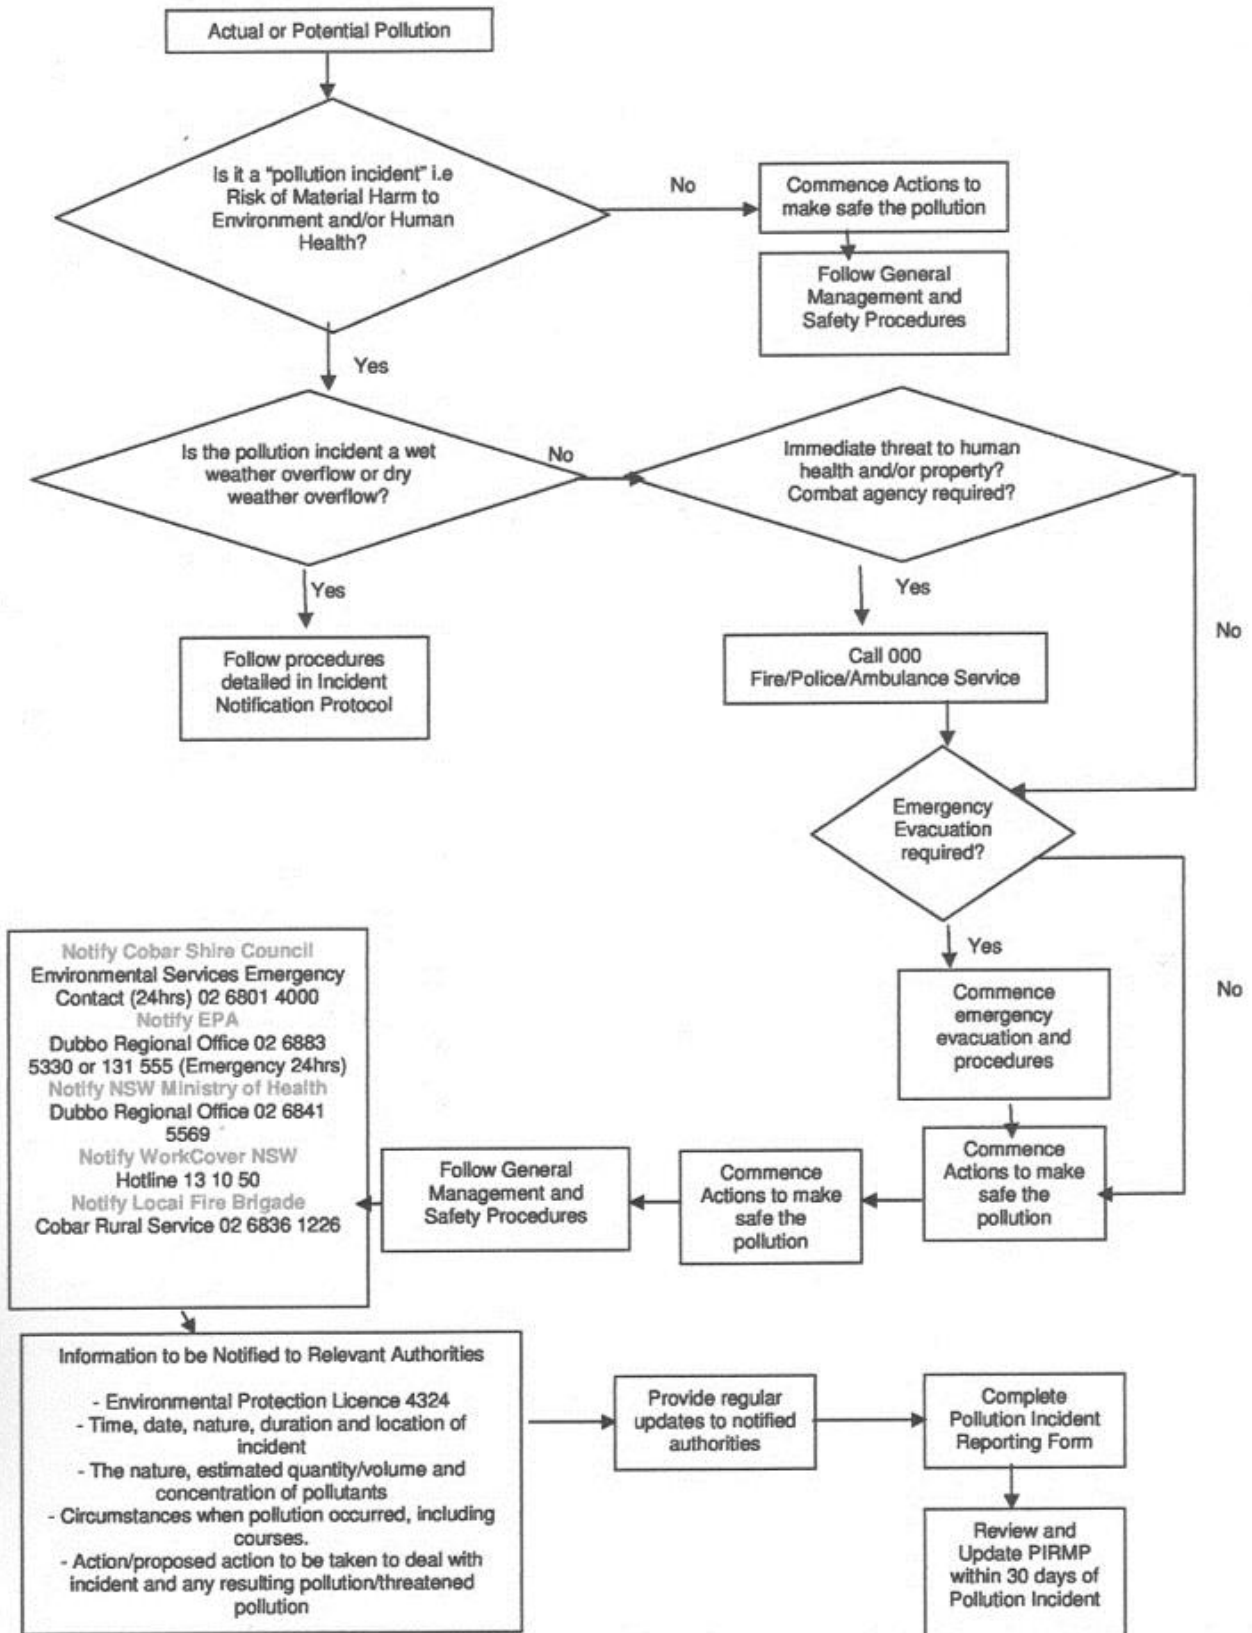 Actual or Potential Pollution
Is it a "pollution incident" i.e
Risk of Material Harm to
Environment and/or Human
Health?
No
Commence Actions to
make safe the pollution
Follow General
Management and
Safety Procedures
Yes
Is the pollution incident a wet
weather overflow or dry
weather overflow?
No
Immediate threat to human
health and/or property?
Combat agency required?
Yes
Yes
No
Follow procedures
detailed in Incident
Notification Protocol
Call 000
Fire/Police/Ambulance Service
Emergency
Evacuation
required?
Yes
No
Commence
emergency
evacuation and
procedures
Commence
Actions to make
safe the
pollution
Commence
Actions to make
safe the
pollution
Follow General
Management and
Safety Procedures
Notify Cobar Shire Council
Environmental Services Emergency
Contact (24hrs) 02 6801 4000
Notify EPA
Dubbo Regional Office 02 6883
5330 or 131 555 (Emergency 24hrs)
Notify NSW Ministry of Health
Dubbo Regional Office 02 6841
5569
Notify WorkCover NSW
Hotline 13 10 50
Notify Local Fire Brigade
Cobar Rural Service 02 6836 1226
Information to be Notified to Relevant Authorities
- Environmental Protection Licence 4324
- Time, date, nature, duration and location of
incident
- The nature, estimated quantity/volume and
concentration of pollutants
- Circumstances when pollution occurred, including
courses.
- Action/proposed action to be taken to deal with
incident and any resulting pollution/threatened
pollution
Provide regular
updates to notified
authorities
Complete
Pollution Incident
Reporting Form
Review and
Update PIRMP
within 30 days of
Pollution Incident